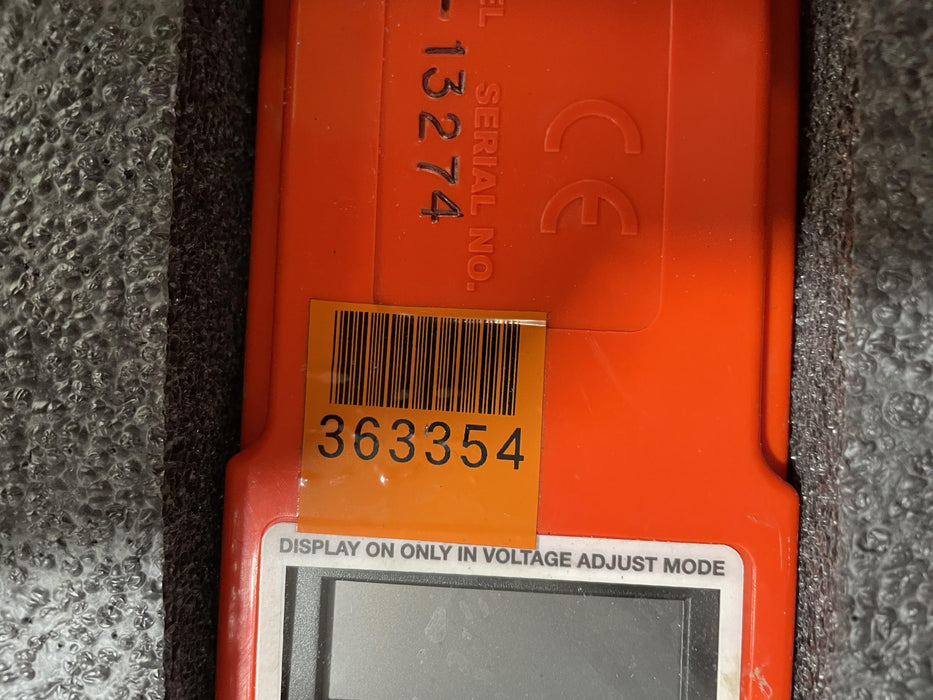 SERIAL NO.
-13274
CE
363354
DISPLAY ON ONLY IN VOLTAGE ADJUST MODE